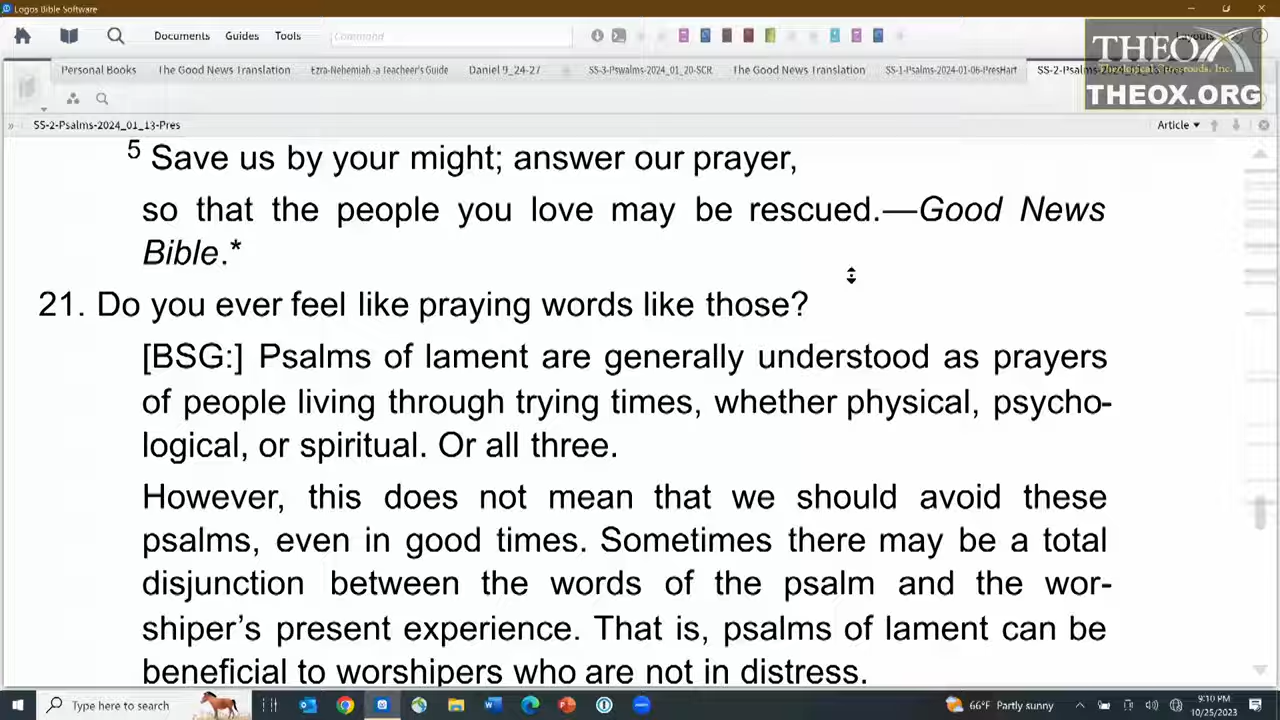 Logos Bible Software
Documents Guides Tools Command
THEOX
Theological Crossroads, Inc.
THEOX.ORG
Personal Books The Good News Translation Daniel 9_24-27 SS-3-Pswalms-2024_01_20-SCR The Good News Translation SS-1-Psalms-2024-01-06-PresHart
SS-2-Psalms-2024_01_13-Pres Article
5 Save us by your might; answer our prayer,
so that the people you love may be rescued.—Good News
Bible.*
21. Do you ever feel like praying words like those?
[BSG:] Psalms of lament are generally understood as prayers
of people living through trying times, whether physical, psycho-
logical, or spiritual. Or all three.
However, this does not mean that we should avoid these
psalms, even in good times. Sometimes there may be a total
disjunction between the words of the psalm and the wor-
shiper’s present experience. That is, psalms of lament can be
beneficial to worshipers who are not in distress.
Type here to search 66°F Partly sunny 9:10 PM
10/25/2023